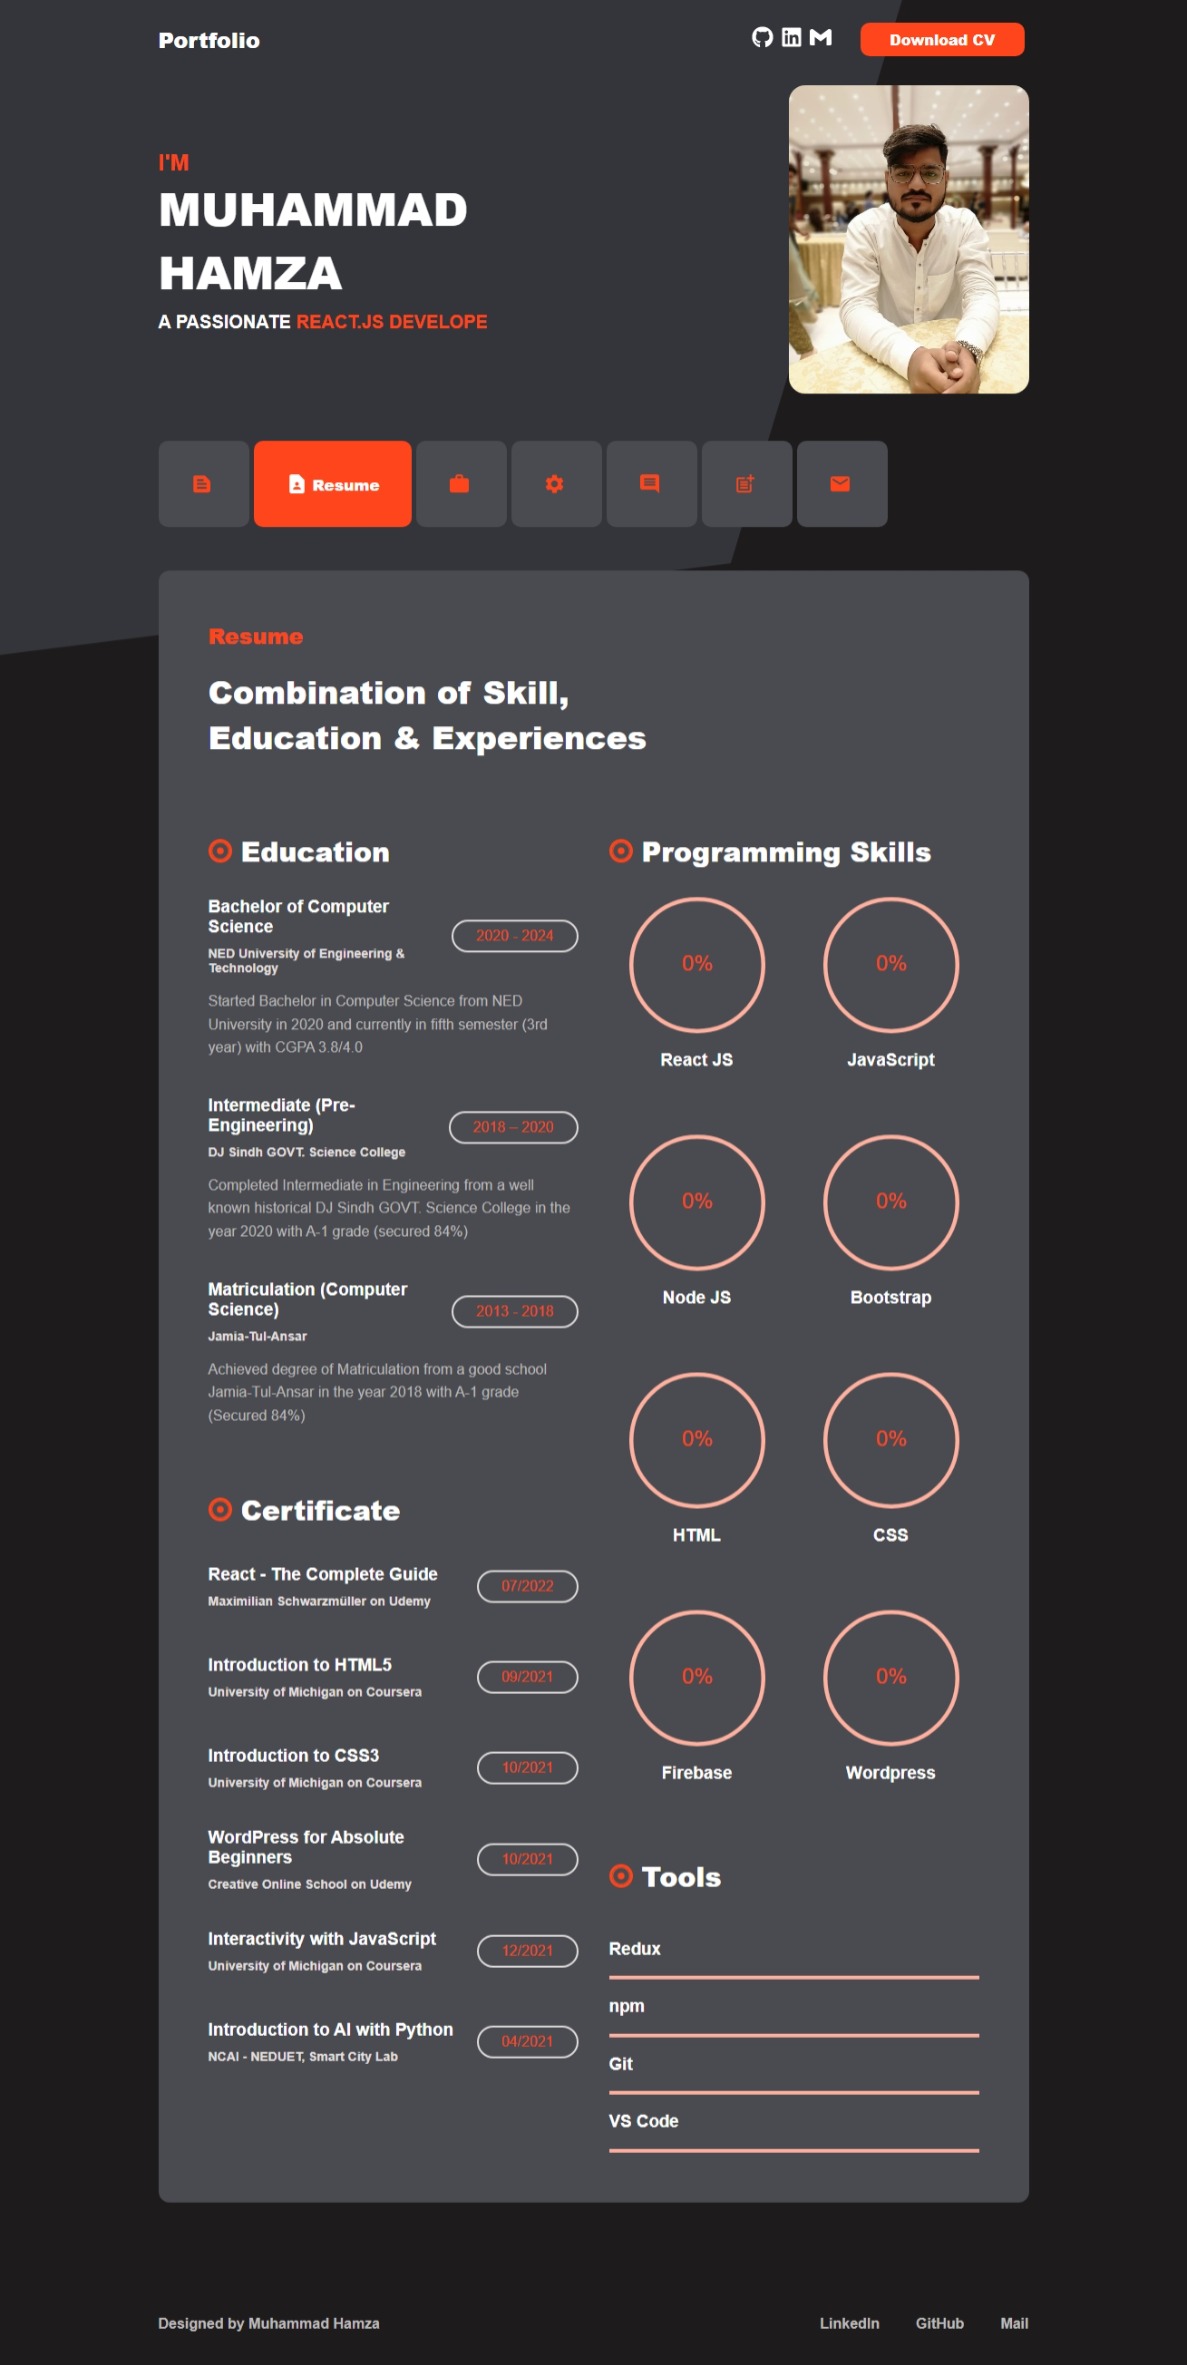 Portfolio
Download CV
I'M
MUHAMMAD
HAMZA
A PASSIONATE REACT.JS DEVELOPE
Resume
Resume
Combination of Skill,
Education & Experiences
Education
Bachelor of Computer
Science
NED University of Engineering &
Technology
2020 - 2024
Started Bachelor in Computer Science from NED
University in 2020 and currently in fifth semester (3rd
year) with CGPA 3.8/4.0
Intermediate (Pre-
Engineering)
DJ Sindh GOVT. Science College
2018 – 2020
Completed Intermediate in Engineering from a well
known historical DJ Sindh GOVT. Science College in the
year 2020 with A-1 grade (secured 84%)
Matriculation (Computer
Science)
Jamia-Tul-Ansar
2013 - 2018
Achieved degree of Matriculation from a good school
Jamia-Tul-Ansar in the year 2018 with A-1 grade
(Secured 84%)
Certificate
React - The Complete Guide
Maximilian Schwarzmüller on Udemy
07/2022
Introduction to HTML5
University of Michigan on Coursera
09/2021
Introduction to CSS3
University of Michigan on Coursera
10/2021
WordPress for Absolute
Beginners
Creative Online School on Udemy
10/2021
Interactivity with JavaScript
University of Michigan on Coursera
12/2021
Introduction to AI with Python
NCAI - NEDUET, Smart City Lab
04/2021
Programming Skills
0%
0%
React JS
JavaScript
0%
0%
Node JS
Bootstrap
0%
0%
HTML
CSS
0%
0%
Firebase
Wordpress
Tools
Redux
npm
Git
VS Code
Designed by Muhammad Hamza
LinkedIn
GitHub
Mail